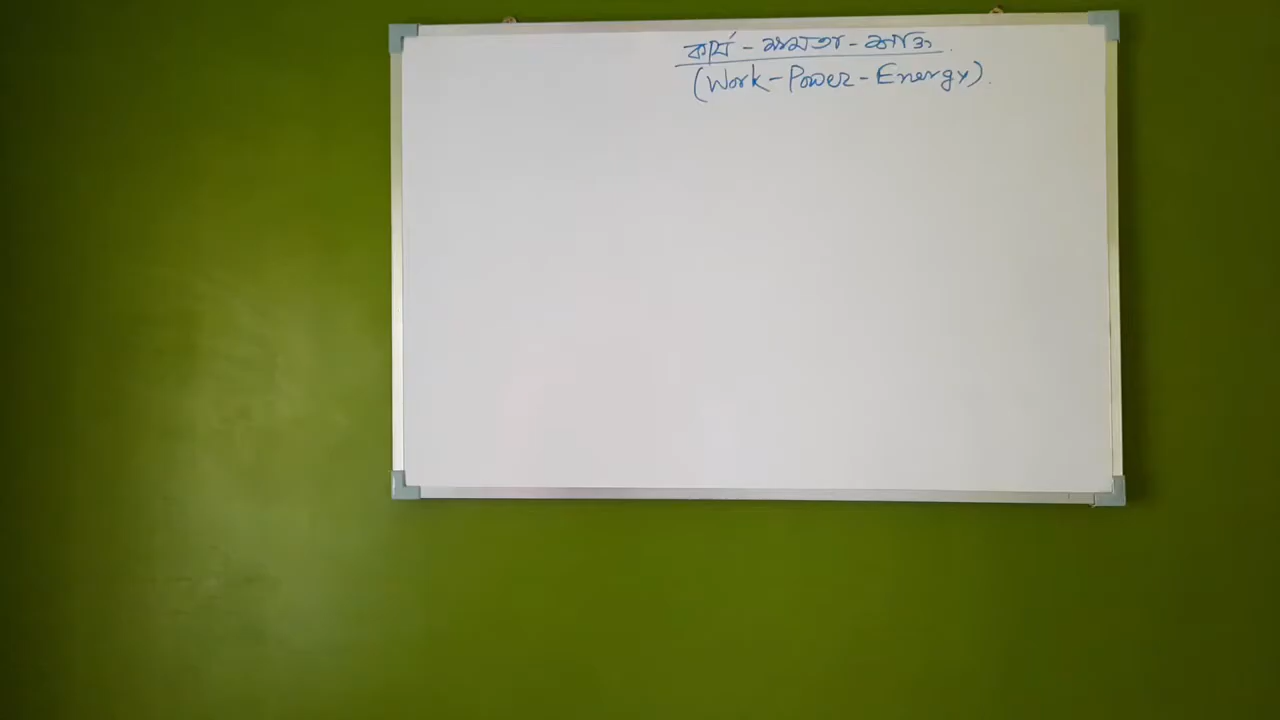 কার্য - ক্ষমতা - শক্তি.
(Work-Power-Energy).